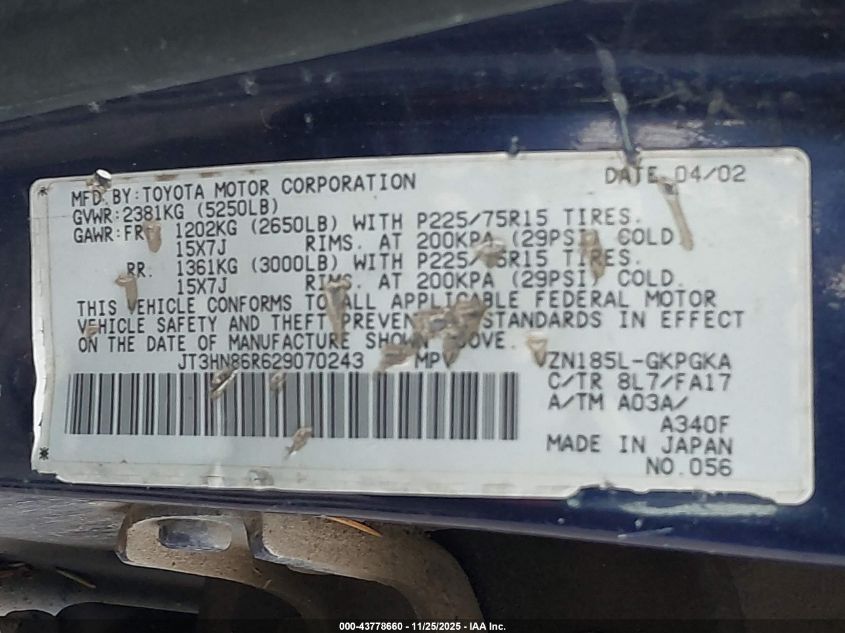 MFD BY:TOYOTA MOTOR CORPORATION DATE 04/02
GVWR:2381KG (5250LB)
GAWR:FR 1202KG (2650LB) WITH P225/75R15 TIRES.
15X7J RIMS. AT 200KPA (29PSI) COLD
RR. 1361KG (3000LB) WITH P225/75R15 TIRES.
15X7J RIMS. AT 200KPA (29PSI) COLD.
THIS VEHICLE CONFORMS TO ALL APPLICABLE FEDERAL MOTOR
VEHICLE SAFETY AND THEFT PREVEN STANDARDS IN EFFECT
ON THE DATE OF MANUFACTURE SHOWN OVE.
JT3HN86R629070243 MPV VZN185L-GKPGKA
C/TR 8L7/FA17
A/TM A03A/
A340F
MADE IN JAPAN
NO.056
000-43778660 - 11/25/2025 - IAA Inc.